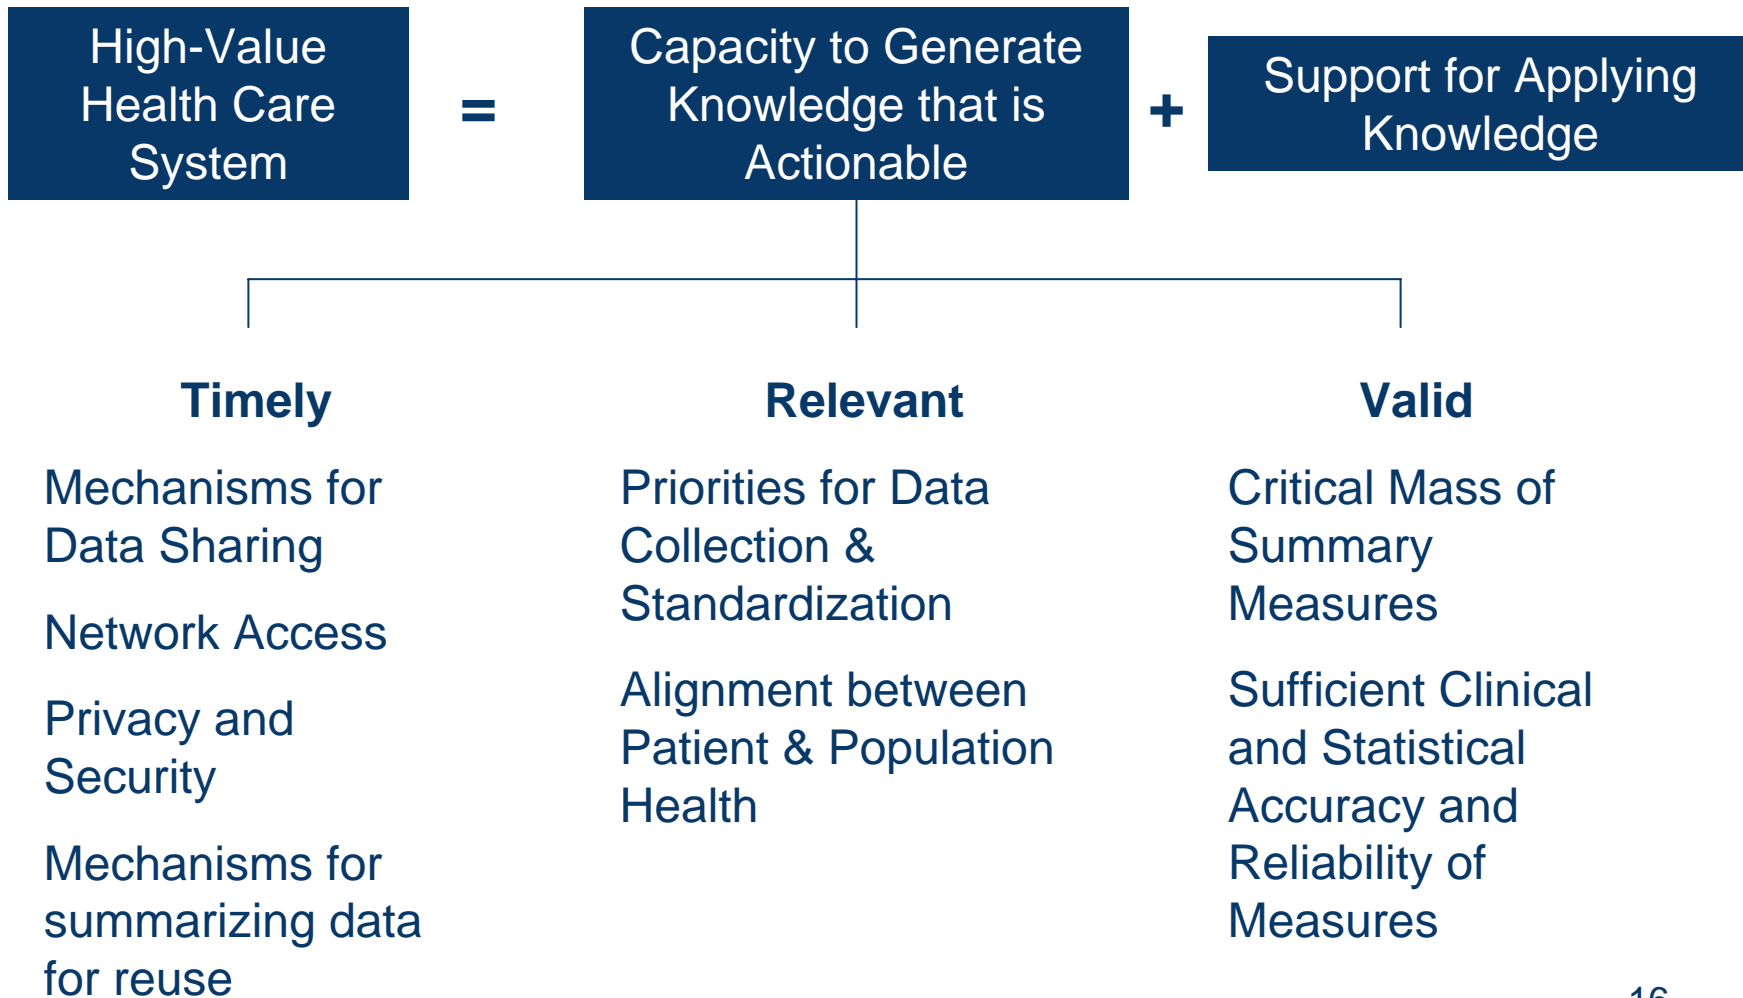 High-Value
Health Care
System
=
Capacity to Generate
Knowledge that is
Actionable
+
Support for Applying
Knowledge
Timely
Mechanisms for
Data Sharing
Network Access
Privacy and
Security
Mechanisms for
summarizing data
for reuse
Relevant
Priorities for Data
Collection &
Standardization
Alignment between
Patient & Population
Health
Valid
Critical Mass of
Summary
Measures
Sufficient Clinical
and Statistical
Accuracy and
Reliability of
Measures
16